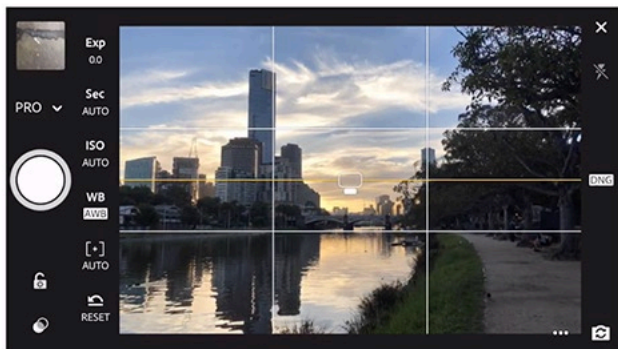 Exp
0.0
Sec
AUTO
PRO
ISO
AUTO
WB
AWB
[+]
AUTO
RESET
DNG